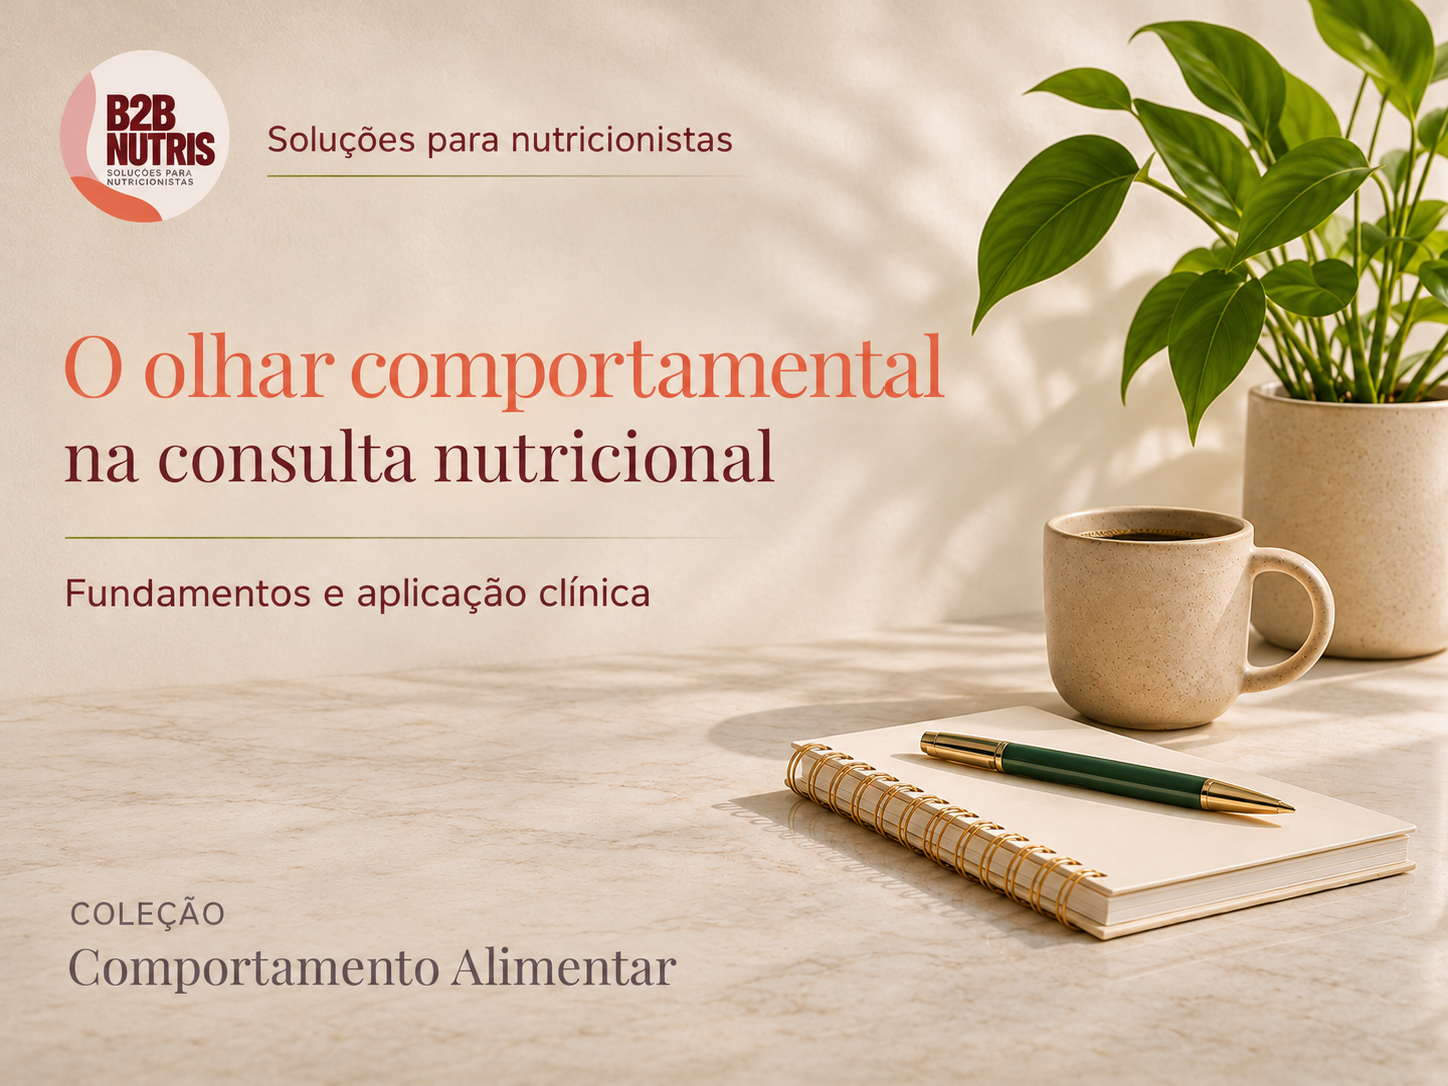 B2B
NUTRIS
SOLUÇÕES PARA
NUTRICIONISTAS
Soluções para nutricionistas
O olhar comportamental
na consulta nutricional
Fundamentos e aplicação clínica
COLEÇÃO
Comportamento Alimentar